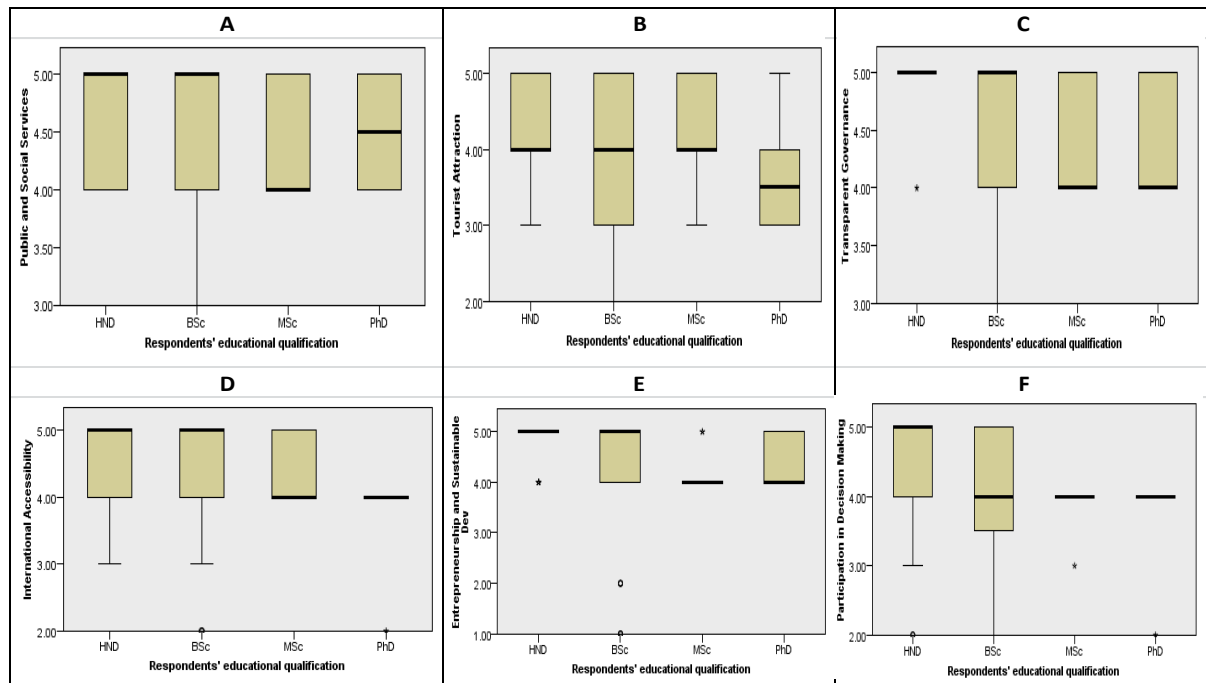 A
Public and Social Services
5.00
4.50
4.00
3.50
3.00
HND BSc MSc PhD
Respondents' educational qualification
B
Tourist Attraction
5.00
4.00
3.00
2.00
HND BSc MSc PhD
Respondents' educational qualification
C
Transparent Governance
5.00
4.50
4.00
3.50
3.00
HND BSc MSc PhD
Respondents' educational qualification
D
International Accessibility
5.00
4.00
3.00
2.00
HND BSc MSc PhD
Respondents' educational qualification
E
Entrepreneurship and Sustainable
Dev
5.00
4.00
3.00
2.00
1.00
HND BSc MSc PhD
Respondents' educational qualification
F
Participation in Decision Making
5.00
4.00
3.00
2.00
HND BSc MSc PhD
Respondents' educational qualification